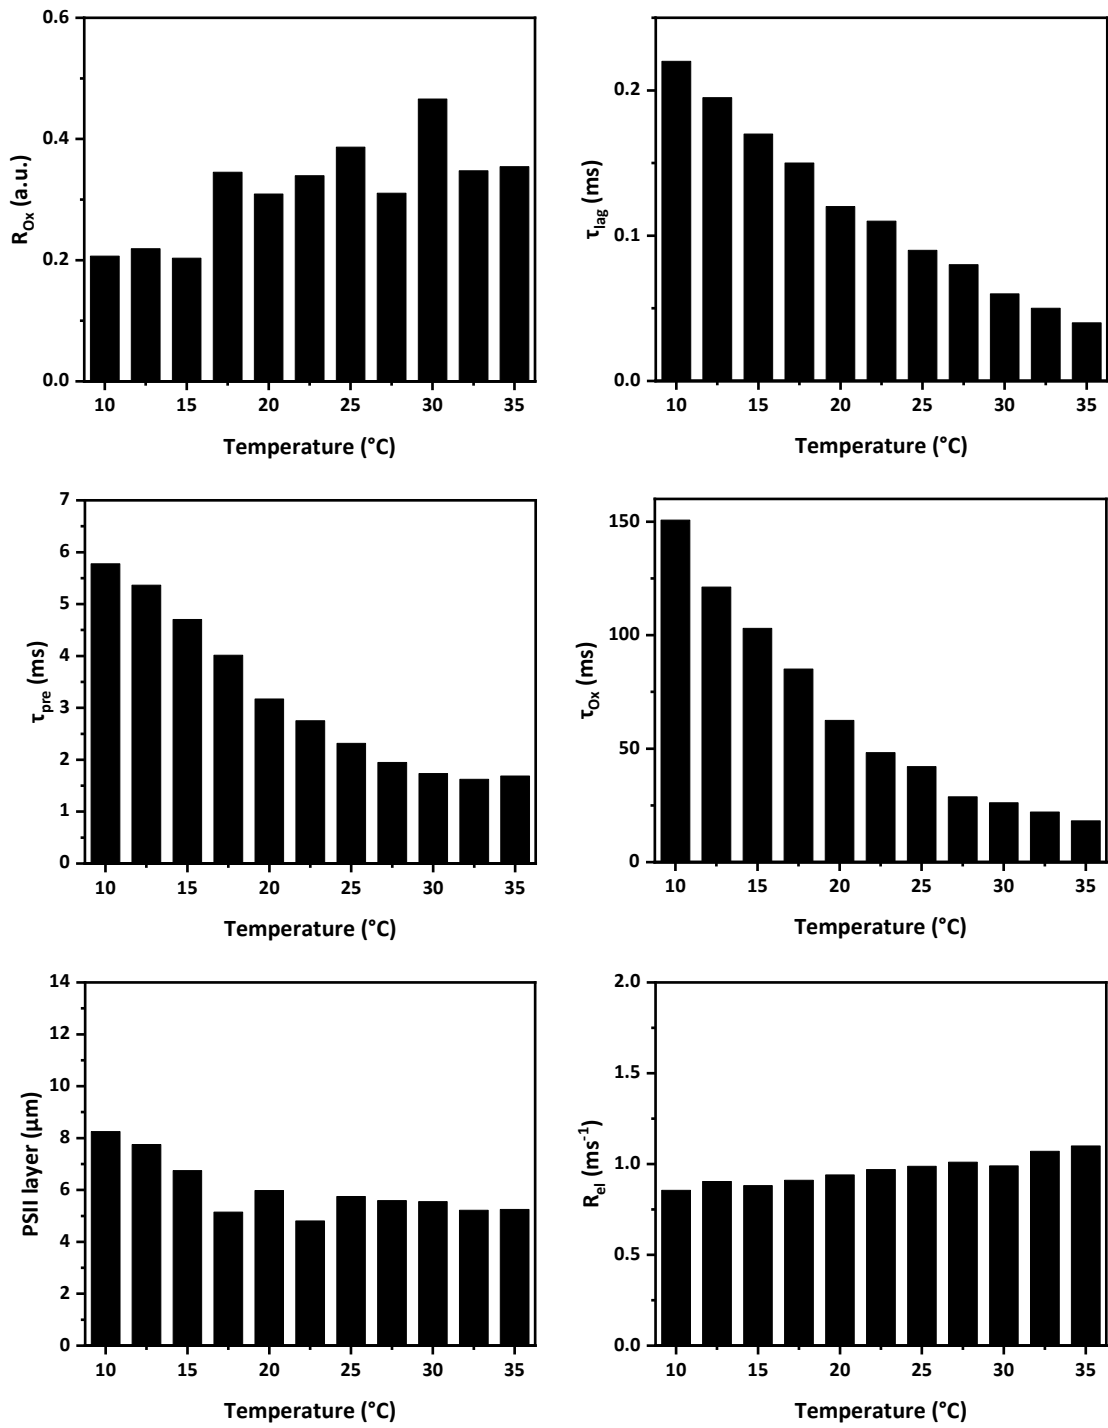 0.6
0.4
0.2
0.0
R_Ox (a.u.)
10 15 20 25 30 35
Temperature (°C)
0.2
0.1
0.0
τ_lag (ms)
10 15 20 25 30 35
Temperature (°C)
7
6
5
4
3
2
1
0
τ_pre (ms)
10 15 20 25 30 35
Temperature (°C)
150
100
50
0
τ_Ox (ms)
10 15 20 25 30 35
Temperature (°C)
14
12
10
8
6
4
2
0
PSII layer (μm)
10 15 20 25 30 35
Temperature (°C)
2.0
1.5
1.0
0.5
0.0
R_el (ms⁻¹)
10 15 20 25 30 35
Temperature (°C)